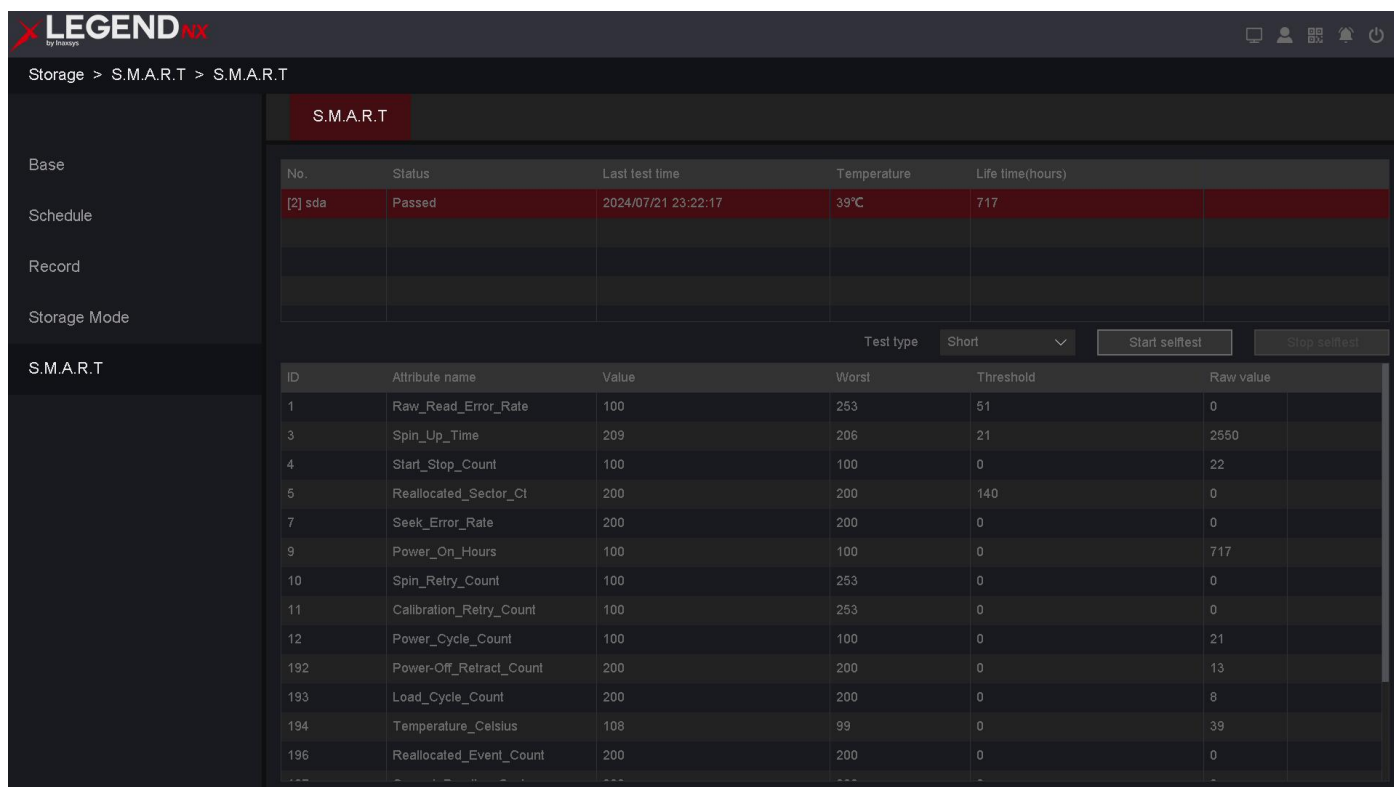 XLEGENDNX
by Inaxsys
Storage > S.M.A.R.T > S.M.A.R.T
S.M.A.R.T
Base
Schedule
Record
Storage Mode
S.M.A.R.T
No. Status Last test time Temperature Life time(hours)
[2] sda Passed 2024/07/21 23:22:17 39℃ 717
Test type Short Start selftest Stop selftest
ID Attribute name Value Worst Threshold Raw value
1 Raw_Read_Error_Rate 100 253 51 0
3 Spin_Up_Time 209 206 21 2550
4 Start_Stop_Count 100 100 0 22
5 Reallocated_Sector_Ct 200 200 140 0
7 Seek_Error_Rate 200 200 0 0
9 Power_On_Hours 100 100 0 717
10 Spin_Retry_Count 100 253 0 0
11 Calibration_Retry_Count 100 253 0 0
12 Power_Cycle_Count 100 100 0 21
192 Power-Off_Retract_Count 200 200 0 13
193 Load_Cycle_Count 200 200 0 8
194 Temperature_Celsius 108 99 0 39
196 Reallocated_Event_Count 200 200 0 0